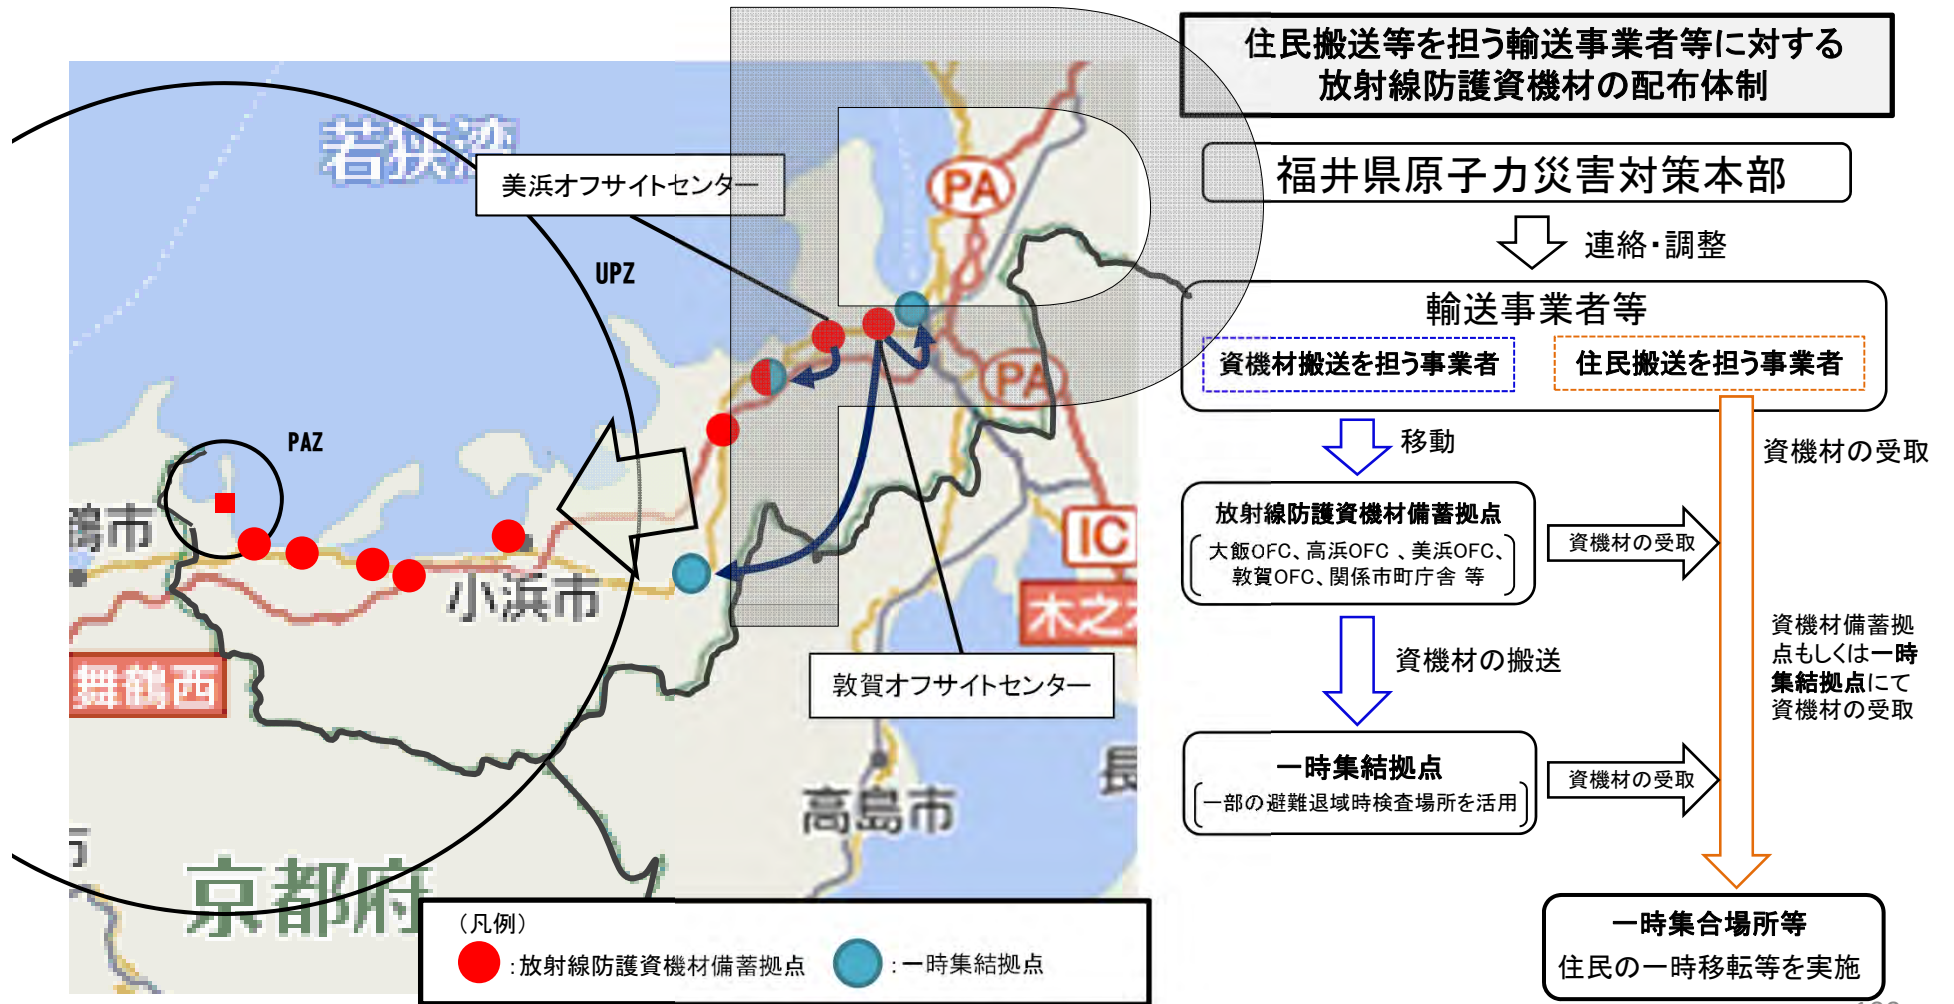 住民搬送等を担う輸送事業者等に対する
放射線防護資機材の配布体制
若狭湾
美浜オフサイトセンター
PA
UPZ
PAZ
PA
鶴市
小浜市
IC
木之本
舞鶴西
敦賀オフサイトセンター
高島市
長
市
京都府
(凡例)
:放射線防護資機材備蓄拠点
:一時集結拠点
福井県原子力災害対策本部
連絡・調整
輸送事業者等
資機材搬送を担う事業者
住民搬送を担う事業者
移動
資機材の受取
放射線防護資機材備蓄拠点
大飯OFC、高浜OFC 、美浜OFC、
敦賀OFC、関係市町庁舎 等
資機材の受取
資機材の搬送
資機材備蓄拠
点もしくは一時
集結拠点にて
資機材の受取
一時集結拠点
一部の避難退域時検査場所を活用
資機材の受取
一時集合場所等
住民の一時移転等を実施